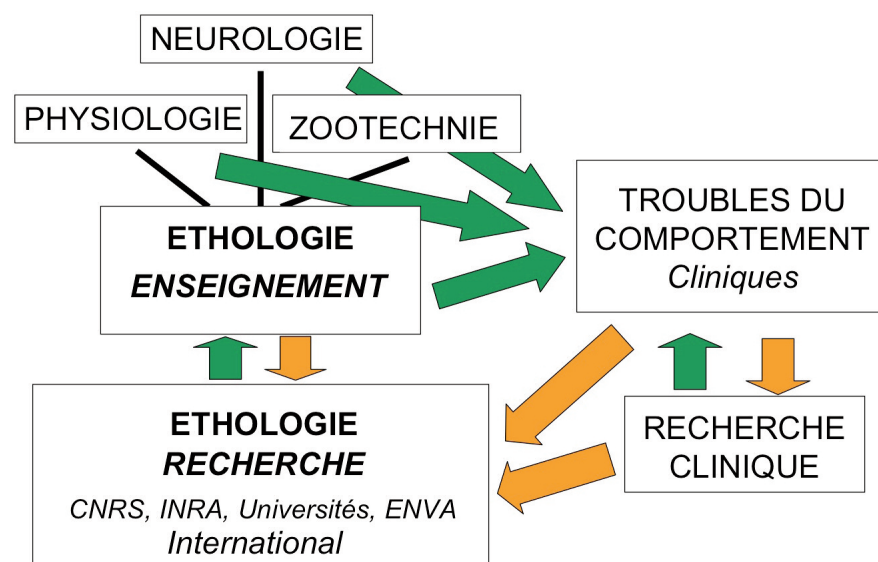 NEUROLOGIE
PHYSIOLOGIE
ZOOTECHNIE
TROUBLES DU
COMPORTEMENT
Cliniques
ETHOLOGIE
ENSEIGNEMENT
ETHOLOGIE
RECHERCHE
CNRS, INRA, Universités, ENVA
International
RECHERCHE
CLINIQUE